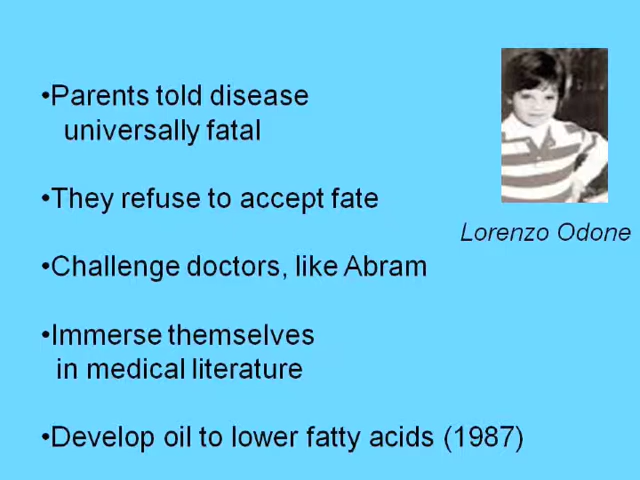 •Parents told disease
universally fatal
•They refuse to accept fate
Lorenzo Odone
•Challenge doctors, like Abram
•Immerse themselves
in medical literature
•Develop oil to lower fatty acids (1987)